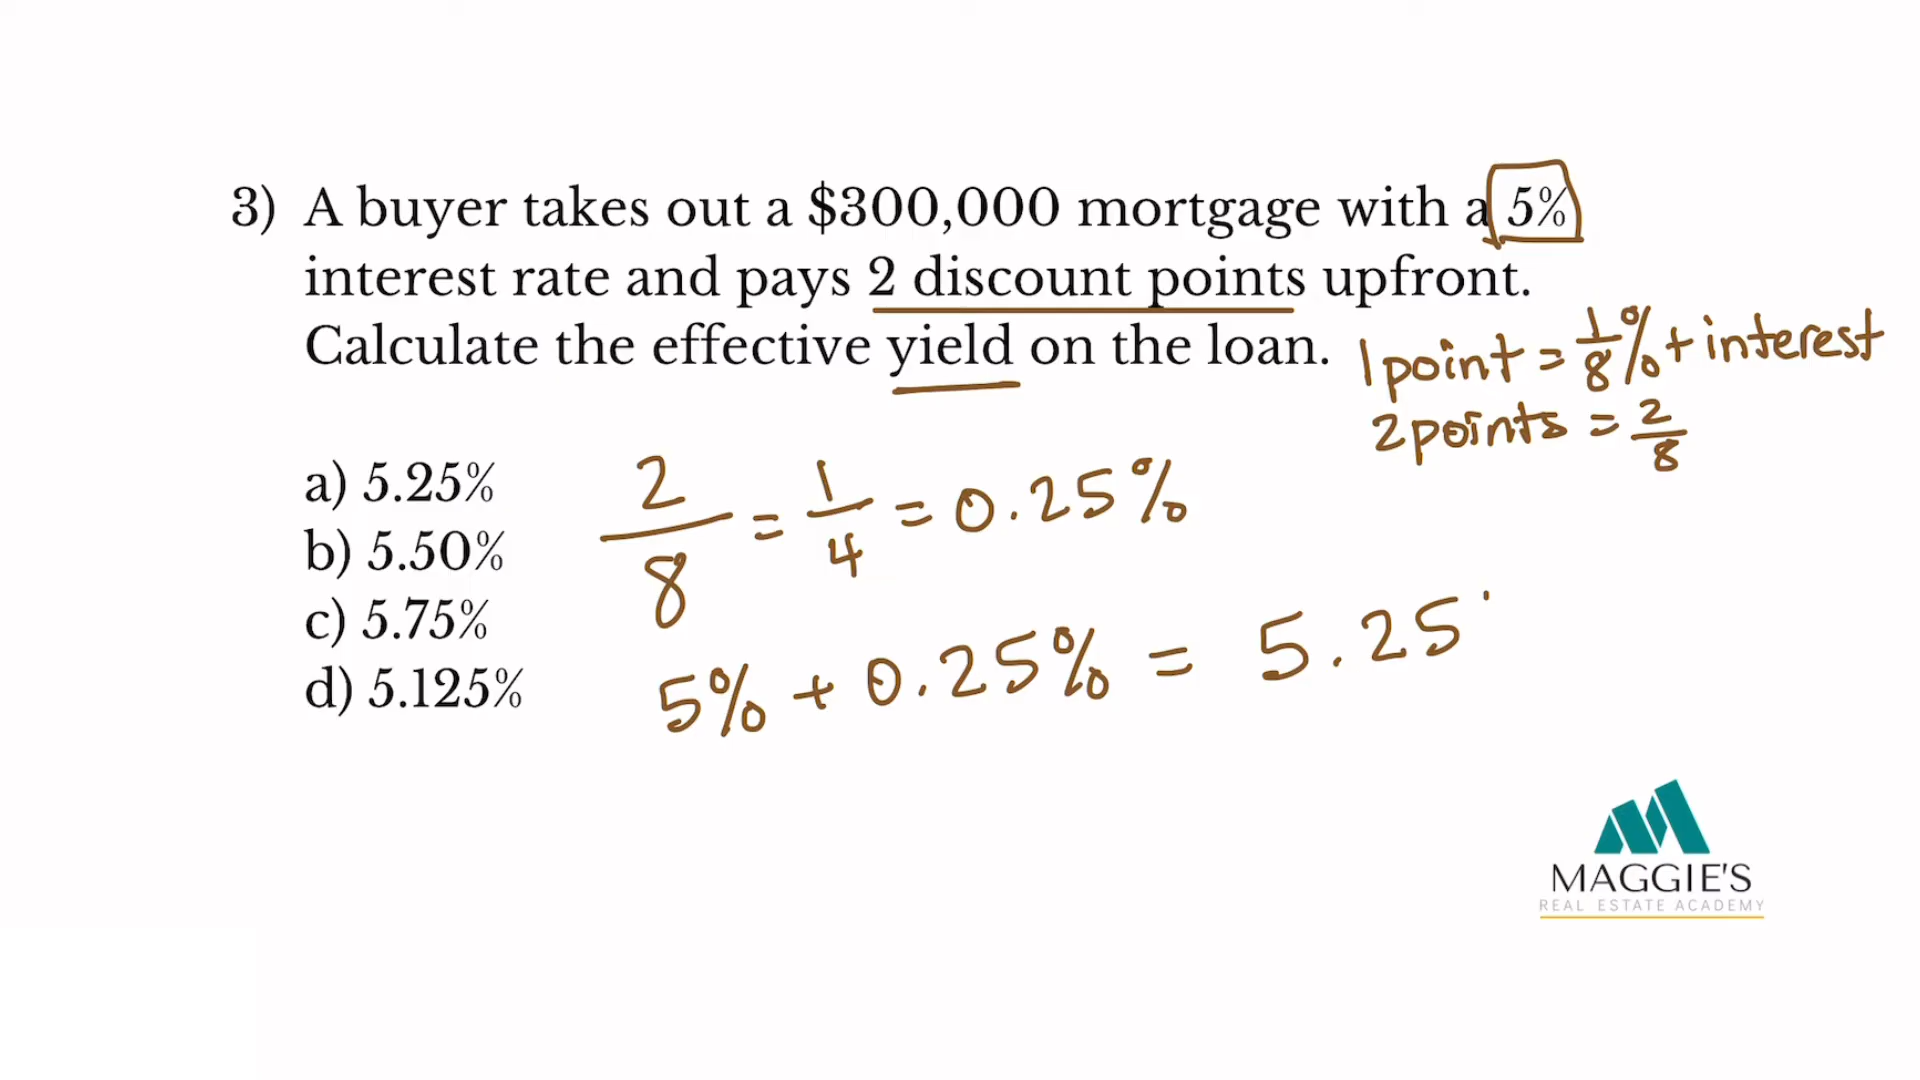 3) A buyer takes out a $300,000 mortgage with a 5%
interest rate and pays 2 discount points upfront.
Calculate the effective yield on the loan.
1 point = 1/8 % + interest
2 points = 2/8
a) 5.25%
b) 5.50%
c) 5.75%
d) 5.125%
2/8 = 1/4 = 0.25%
5% + 0.25% = 5.25
MAGGIE'S
REAL ESTATE ACADEMY